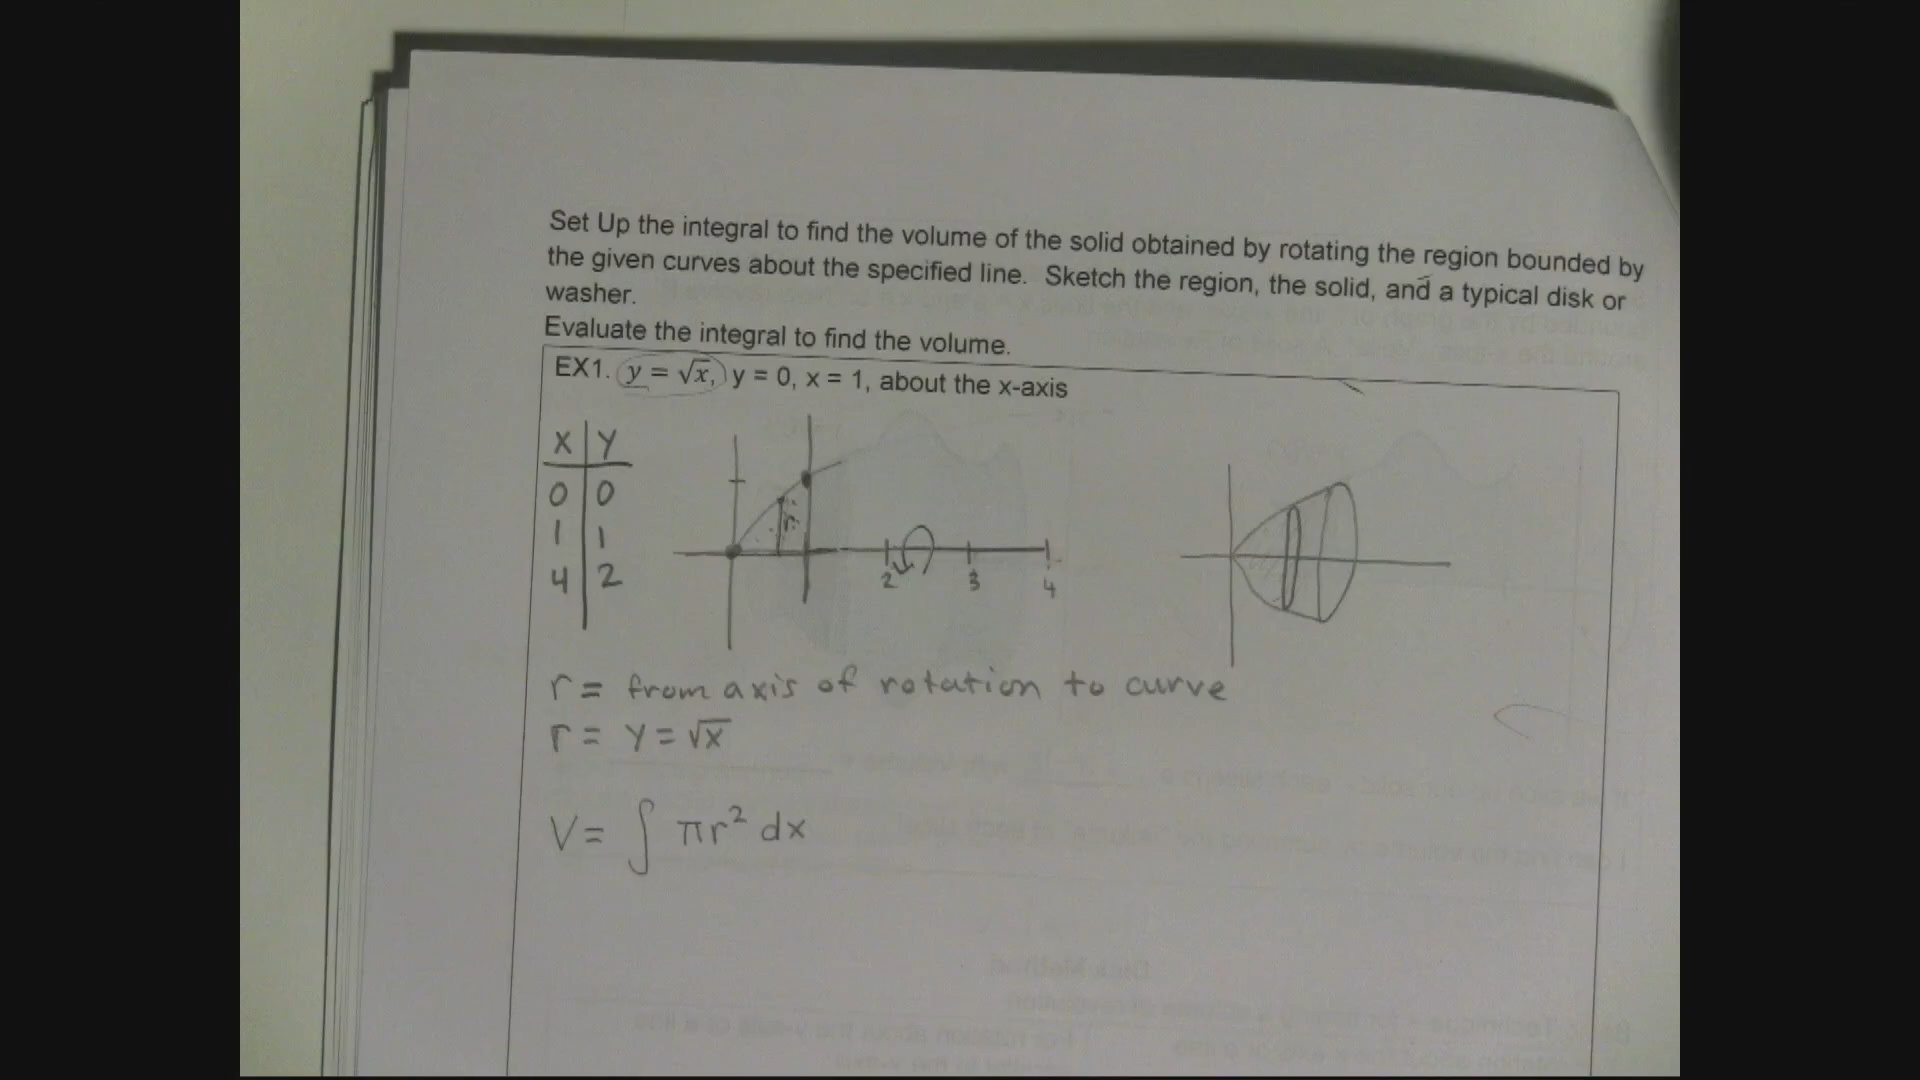 Set Up the integral to find the volume of the solid obtained by rotating the region bounded by
the given curves about the specified line. Sketch the region, the solid, and a typical disk or
washer.
Evaluate the integral to find the volume.
EX1. y = √x, y = 0, x = 1, about the x-axis
X Y
0 0
1 1
4 2
r
2 3 4
r = from axis of rotation to curve
r = y = √x
V = ∫ πr² dx